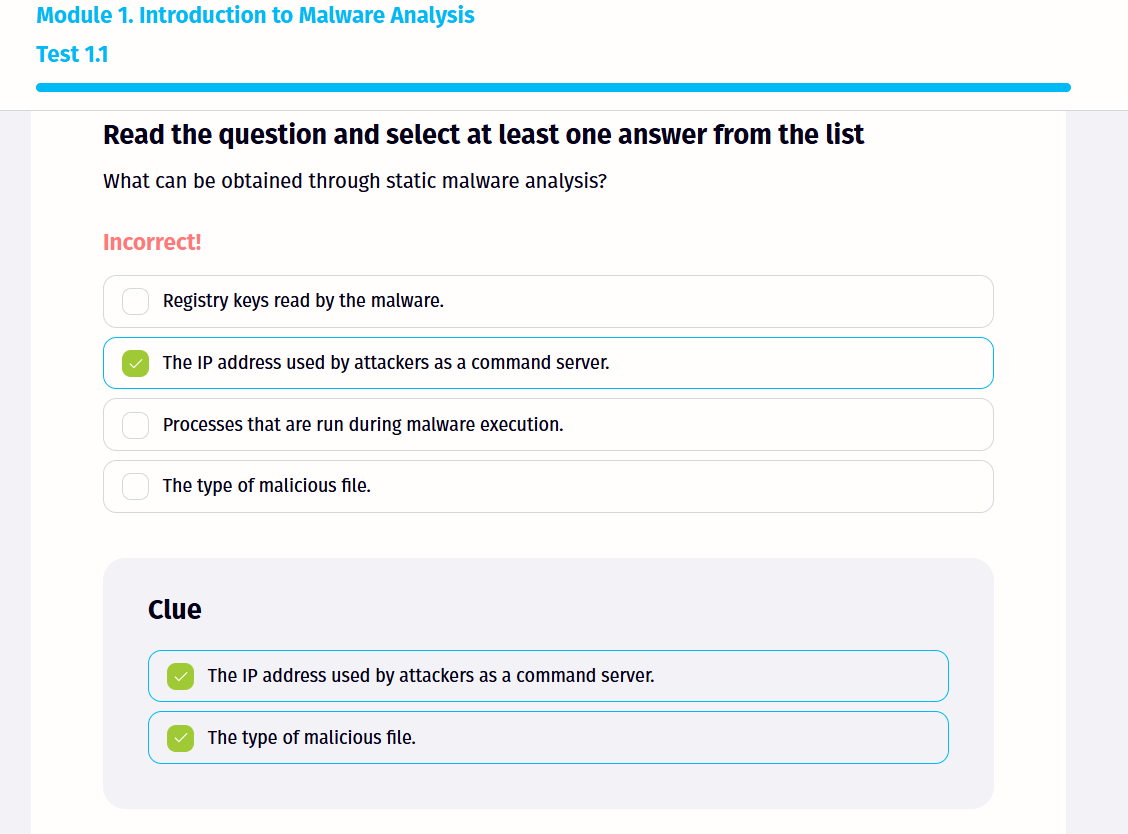 Module 1. Introduction to Malware Analysis
Test 1.1
Read the question and select at least one answer from the list
What can be obtained through static malware analysis?
Incorrect!
Registry keys read by the malware.
The IP address used by attackers as a command server.
Processes that are run during malware execution.
The type of malicious file.
Clue
The IP address used by attackers as a command server.
The type of malicious file.